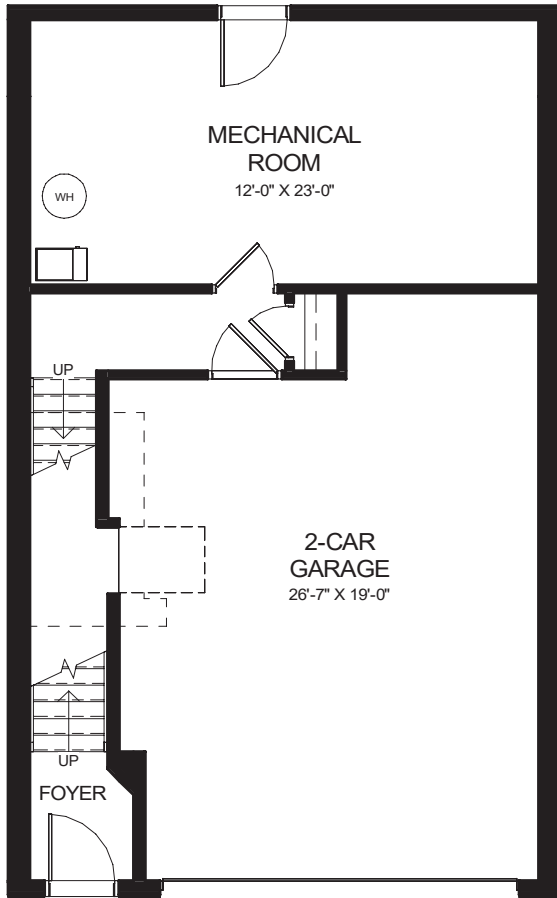 MECHANICAL
ROOM
12'-0" X 23'-0"
WH
UP
2-CAR
GARAGE
26'-7" X 19'-0"
UP
FOYER